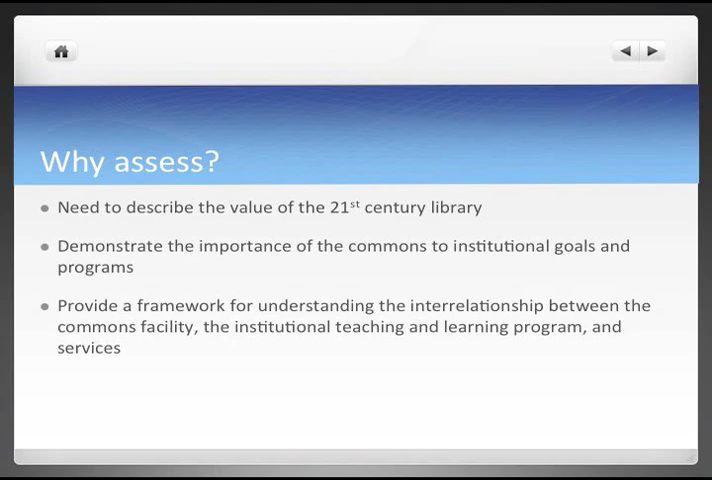 Why assess?
Need to describe the value of the 21st century library
Demonstrate the importance of the commons to institutional goals and
programs
Provide a framework for understanding the interrelationship between the
commons facility, the institutional teaching and learning program, and
services